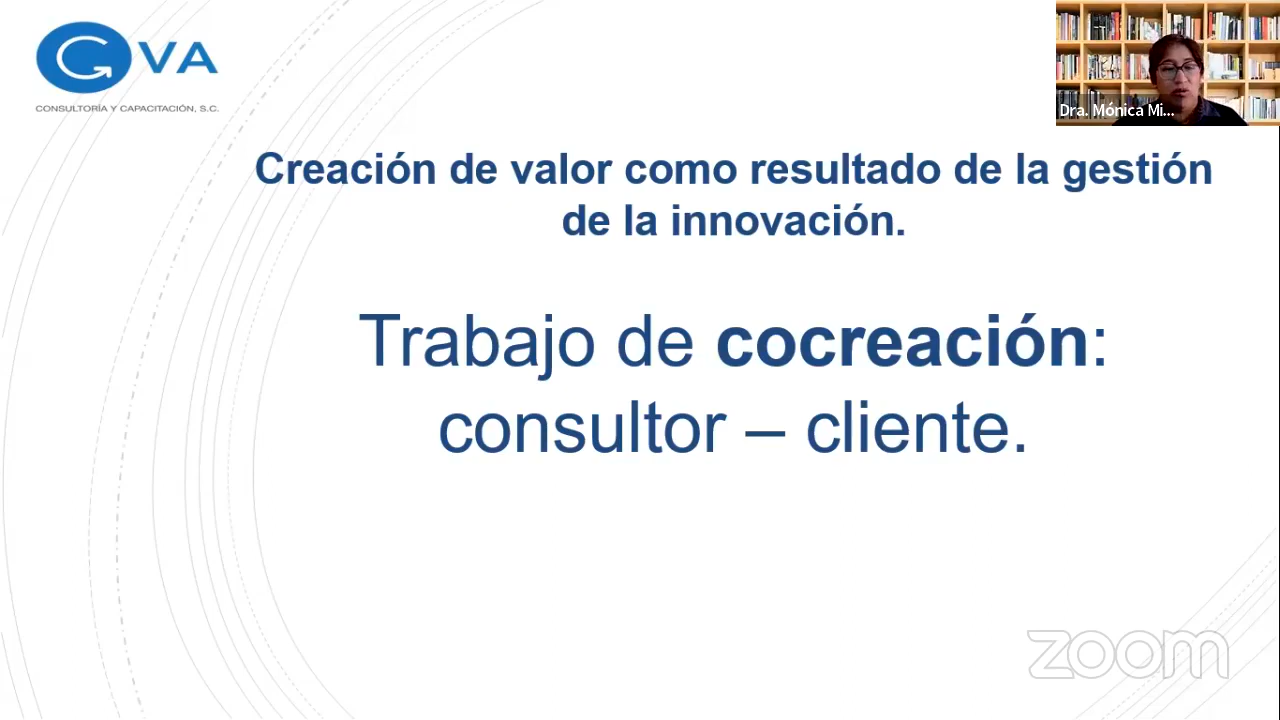 GVA
CONSULTORÍA Y CAPACITACIÓN, S.C.
Dra. Mónica Mi...
Creación de valor como resultado de la gestión
de la innovación.
Trabajo de cocreación:
consultor – cliente.
zoom